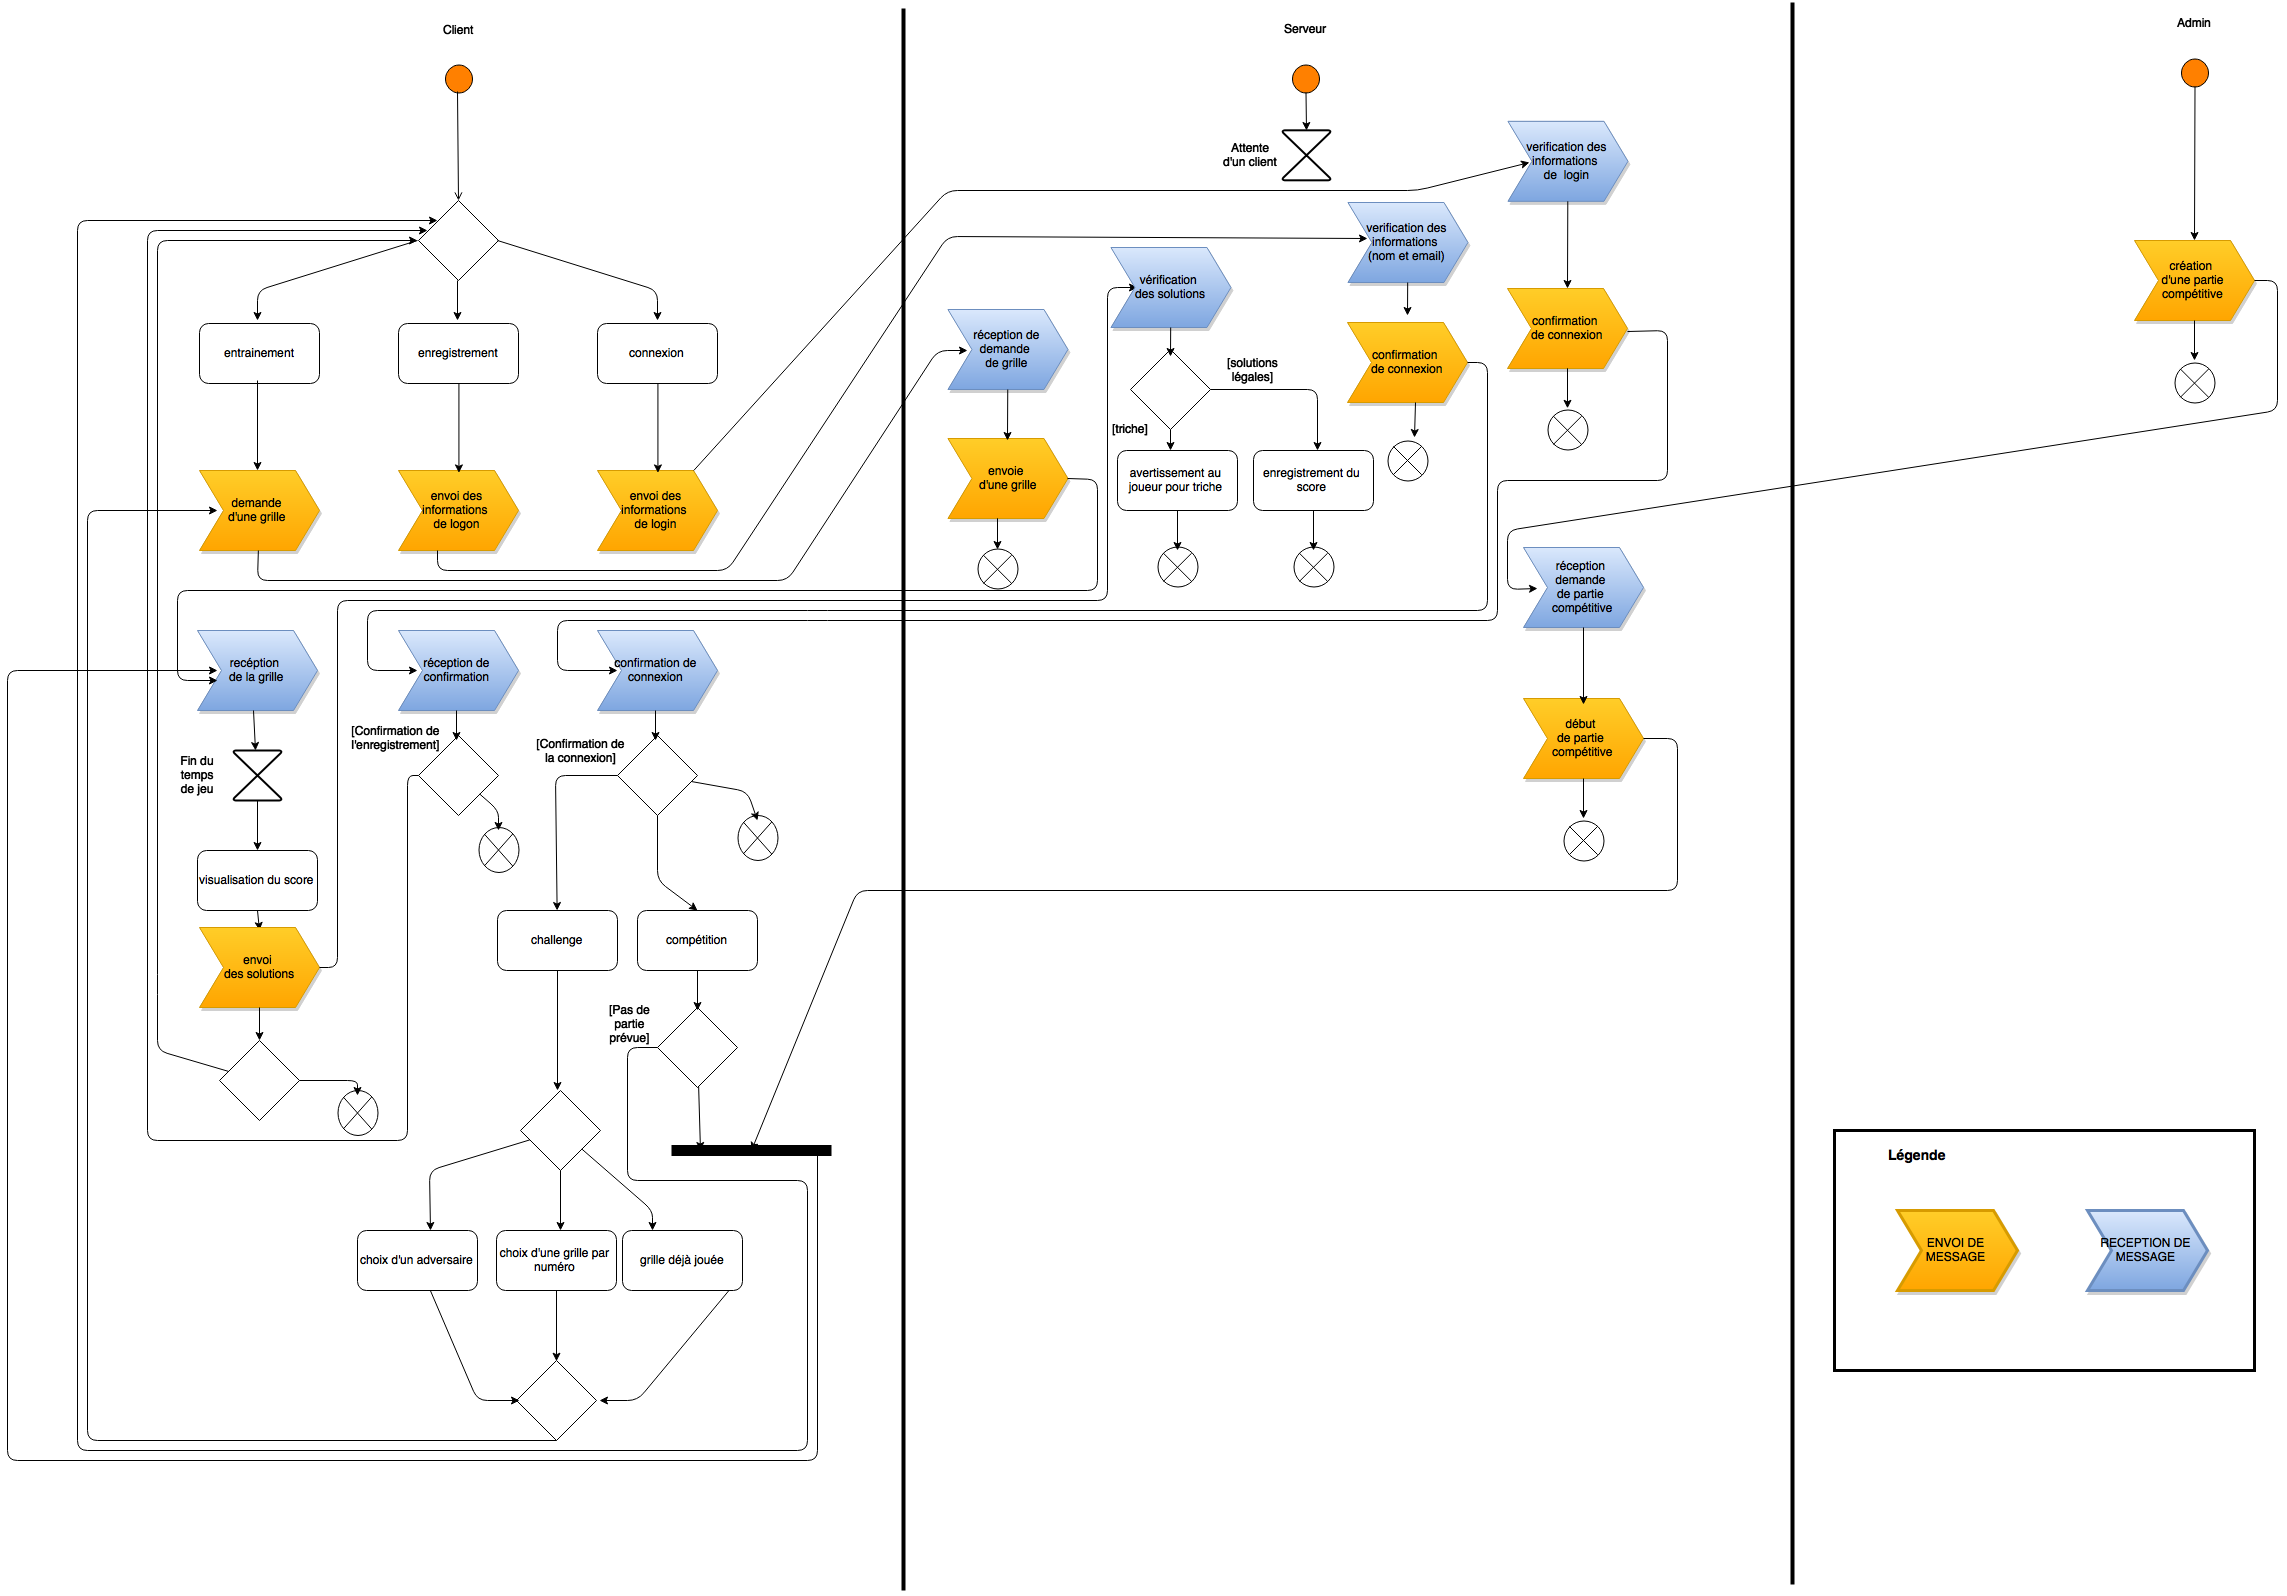 Client
Serveur
Admin
Attente
d'un client
verification des
informations
de login
verification des
informations
(nom et email)
vérification
des solutions
création
d'une partie
compétitive
réception de
demande
de grille
confirmation
de connexion
confirmation
de connexion
entrainement
enregistrement
connexion
[solutions
légales]
[triche]
demande
d'une grille
envoi des
informations
de logon
envoi des
informations
de login
envoie
d'une grille
avertissement au
joueur pour triche
enregistrement du
score
réception
demande
de partie
compétitive
recéption
de la grille
réception de
confirmation
confirmation de
connexion
début
de partie
compétitive
[Confirmation de
l'enregistrement]
[Confirmation de
la connexion]
Fin du
temps
de jeu
visualisation du score
challenge
compétition
envoi
des solutions
[Pas de
partie
prévue]
choix d'un adversaire
choix d'une grille par
numéro
grille déjà jouée
Légende
ENVOI DE
MESSAGE
RECEPTION DE
MESSAGE